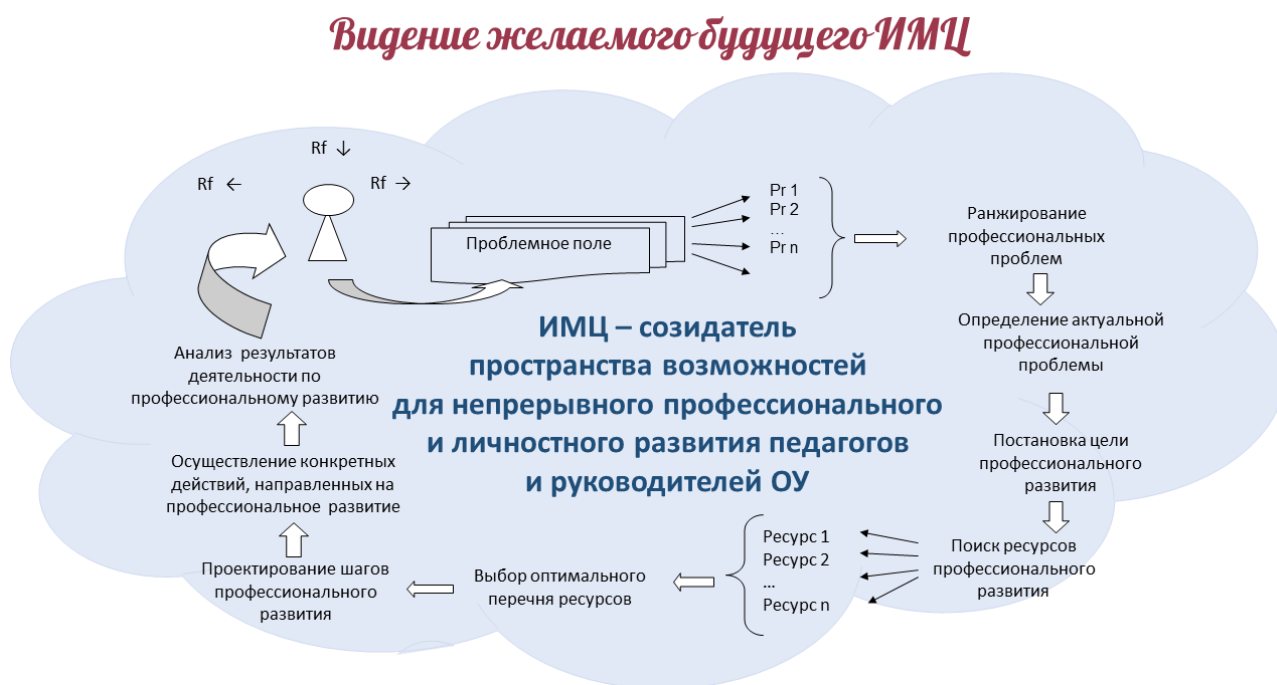 Видение желаемого будущего ИМЦ
Rf ↓
Rf ←
Rf →
Проблемное поле
Pr 1
Pr 2
...
Pr n
Ранжирование
профессиональных
проблем
Определение актуальной
профессиональной
проблемы
Постановка цели
профессионального
развития
Поиск ресурсов
профессионального
развития
Ресурс 1
Ресурс 2
...
Ресурс n
Выбор оптимального
перечня ресурсов
Проектирование шагов
профессионального
развития
Осуществление конкретных
действий, направленных на
профессиональное развитие
Анализ результатов
деятельности по
профессиональному развитию
ИМЦ – созидатель
пространства возможностей
для непрерывного профессионального
и личностного развития педагогов
и руководителей ОУ